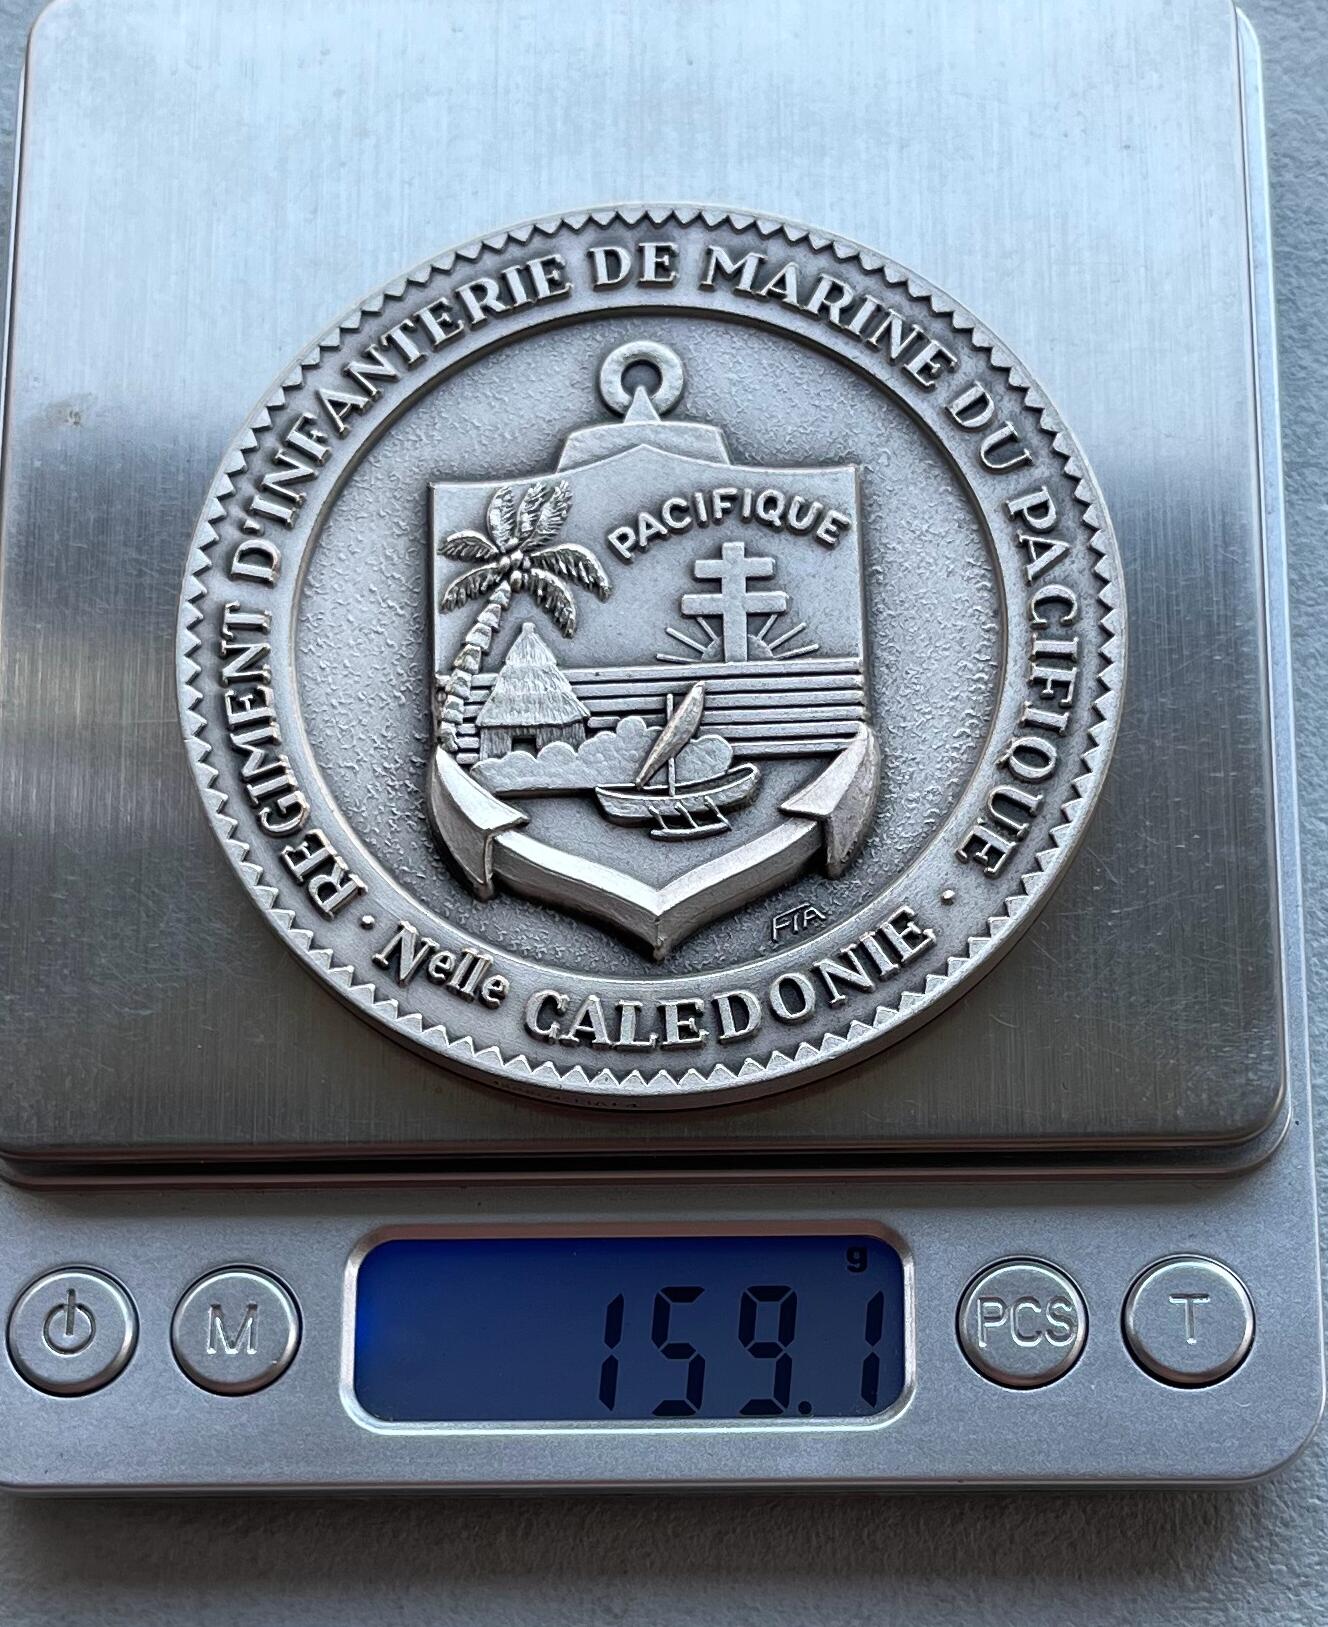 REGIMENT D'INFANTERIE DE MARINE DU PACIFIQUE
PACIFIQUE
FIA
· Nelle CALEDONIE ·
g
159.1
M
PCS
T